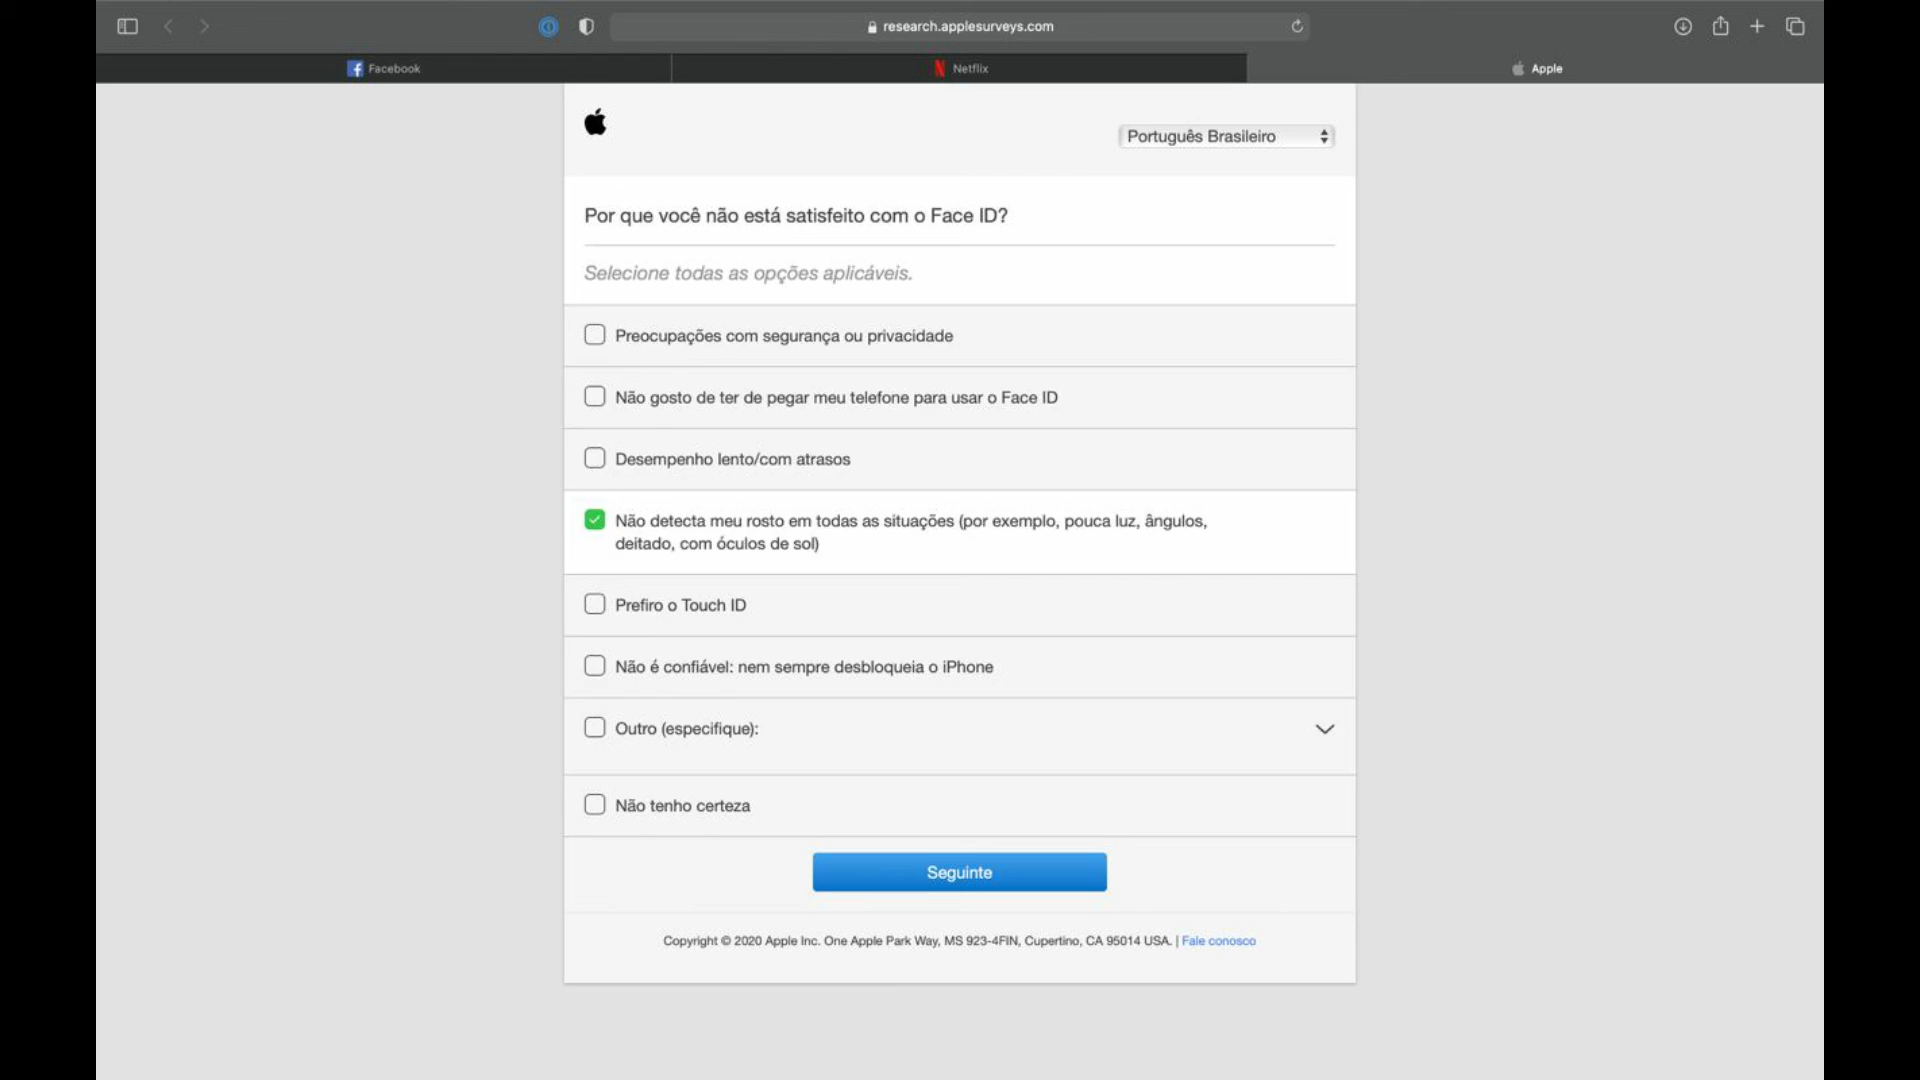 research.applesurveys.com
Facebook
Netflix
Apple
Português Brasileiro
Por que você não está satisfeito com o Face ID?
Selecione todas as opções aplicáveis.
Preocupações com segurança ou privacidade
Não gosto de ter de pegar meu telefone para usar o Face ID
Desempenho lento/com atrasos
Não detecta meu rosto em todas as situações (por exemplo, pouca luz, ângulos,
deitado, com óculos de sol)
Prefiro o Touch ID
Não é confiável: nem sempre desbloqueia o iPhone
Outro (especifique):
Não tenho certeza
Seguinte
Copyright © 2020 Apple Inc. One Apple Park Way, MS 923-4FIN, Cupertino, CA 95014 USA. | Fale conosco